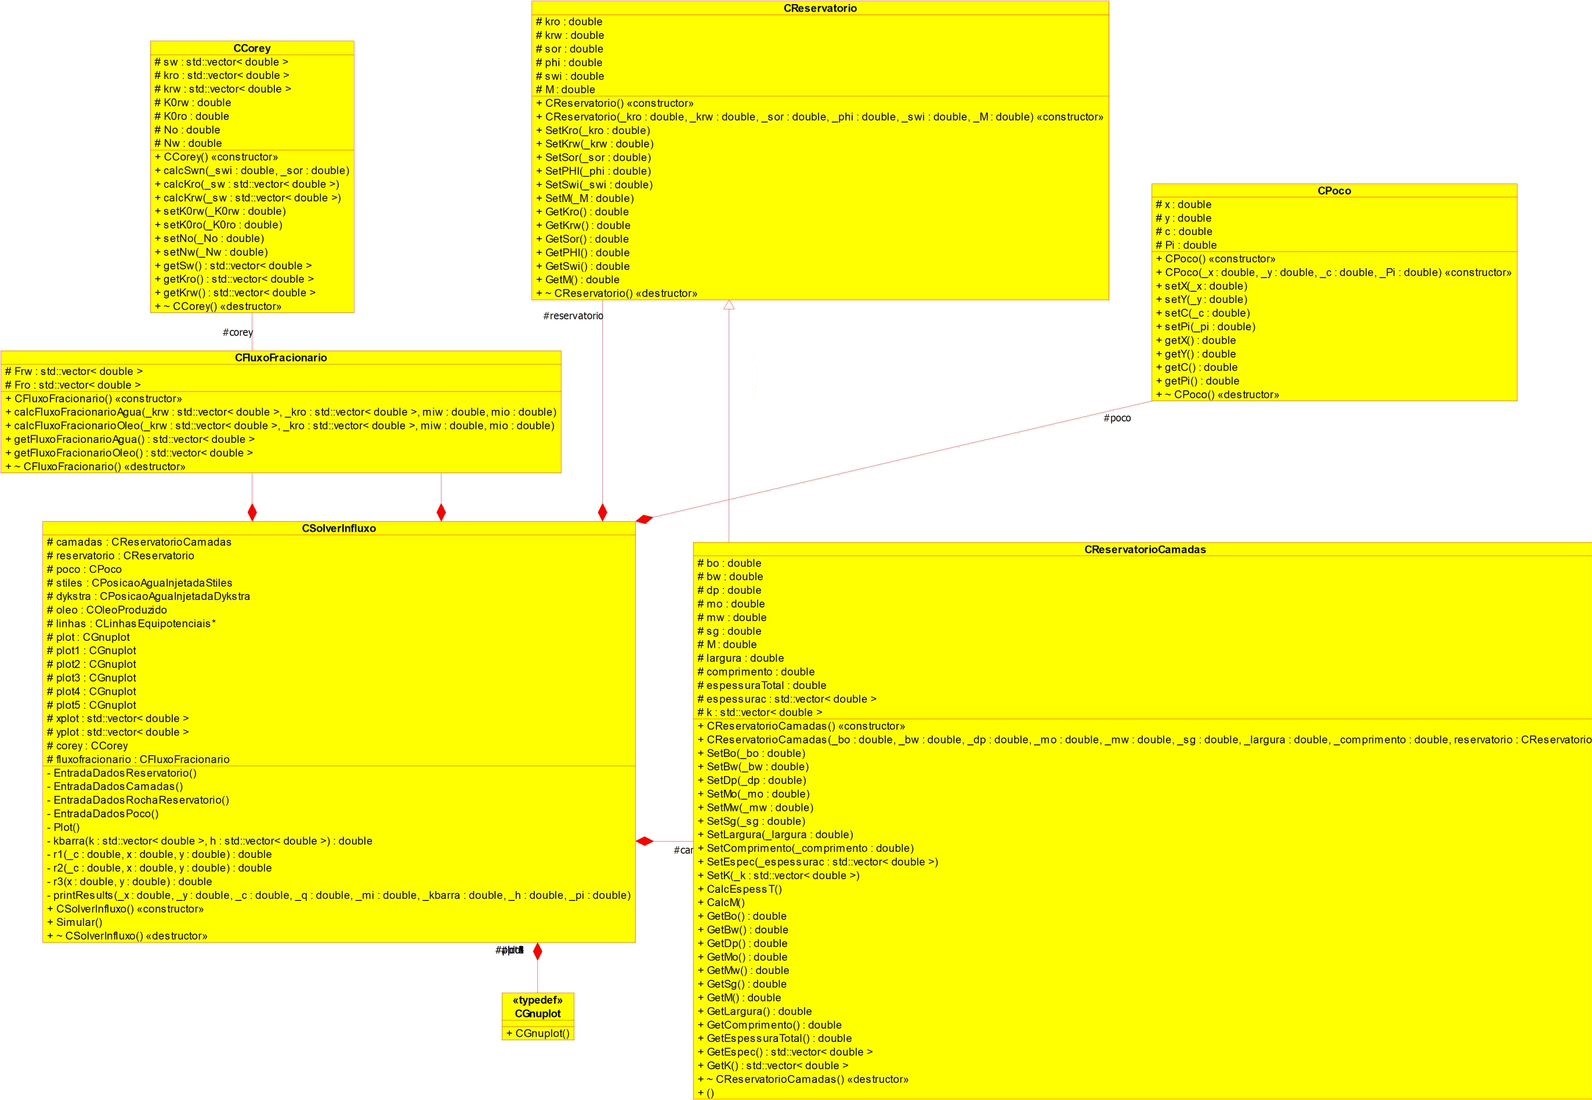 CCorey
# sw : std::vector< double >
# kro : std::vector< double >
# krw : std::vector< double >
# K0rw : double
# K0ro : double
# No : double
# Nw : double
+ CCorey() «constructor»
+ calcSwn(_swi : double, _sor : double)
+ calcKro(_sw : std::vector< double >)
+ calcKrw(_sw : std::vector< double >)
+ setK0rw(_K0rw : double)
+ setK0ro(_K0ro : double)
+ setNo(_No : double)
+ setNw(_Nw : double)
+ getSw() : std::vector< double >
+ getKro() : std::vector< double >
+ getKrw() : std::vector< double >
+ ~ CCorey() «destructor»
#corey
CReservatorio
# kro : double
# krw : double
# sor : double
# phi : double
# swi : double
# M : double
+ CReservatorio() «constructor»
+ CReservatorio(_kro : double, _krw : double, _sor : double, _phi : double, _swi : double, _M : double) «constructor»
+ SetKro(_kro : double)
+ SetKrw(_krw : double)
+ SetSor(_sor : double)
+ SetPHI(_phi : double)
+ SetSwi(_swi : double)
+ SetM(_M : double)
+ GetKro() : double
+ GetKrw() : double
+ GetSor() : double
+ GetPHI() : double
+ GetSwi() : double
+ GetM() : double
+ ~ CReservatorio() «destructor»
#reservatorio
CPoco
# x : double
# y : double
# c : double
# Pi : double
+ CPoco() «constructor»
+ CPoco(_x : double, _y : double, _c : double, _Pi : double) «constructor»
+ setX(_x : double)
+ setY(_y : double)
+ setC(_c : double)
+ setPi(_pi : double)
+ getX() : double
+ getY() : double
+ getC() : double
+ getPi() : double
+ ~ CPoco() «destructor»
#poco
CFluxoFracionario
# Frw : std::vector< double >
# Fro : std::vector< double >
+ CFluxoFracionario() «constructor»
+ calcFluxoFracionarioAgua(_krw : std::vector< double >, _kro : std::vector< double >, miw : double, mio : double)
+ calcFluxoFracionarioOleo(_krw : std::vector< double >, _kro : std::vector< double >, miw : double, mio : double)
+ getFluxoFracionarioAgua() : std::vector< double >
+ getFluxoFracionarioOleo() : std::vector< double >
+ ~ CFluxoFracionario() «destructor»
CSolverInfluxo
# camadas : CReservatorioCamadas
# reservatorio : CReservatorio
# poco : CPoco
# stiles : CPosicaoAguaInjetadaStiles
# dykstra : CPosicaoAguaInjetadaDykstra
# oleo : COleoProduzido
# linhas : CLinhasEquipotenciais*
# plot : CGnuplot
# plot1 : CGnuplot
# plot2 : CGnuplot
# plot3 : CGnuplot
# plot4 : CGnuplot
# plot5 : CGnuplot
# xplot : std::vector< double >
# yplot : std::vector< double >
# corey : CCorey
# fluxofracionario : CFluxoFracionario
- EntradaDadosReservatorio()
- EntradaDadosCamadas()
- EntradaDadosRochaReservatorio()
- EntradaDadosPoco()
- Plot()
- kbarra(k : std::vector< double >, h : std::vector< double >) : double
- r1(_c : double, x : double, y : double) : double
- r2(_c : double, x : double, y : double) : double
- r3(x : double, y : double) : double
- printResults(_x : double, _y : double, _c : double, _q : double, _mi : double, _kbarra : double, _h : double, _pi : double)
+ CSolverInfluxo() «constructor»
+ Simular()
+ ~ CSolverInfluxo() «destructor»
#car
CReservatorioCamadas
# bo : double
# bw : double
# dp : double
# mo : double
# mw : double
# sg : double
# M : double
# largura : double
# comprimento : double
# espessuraTotal : double
# espessurac : std::vector< double >
# k : std::vector< double >
+ CReservatorioCamadas() «constructor»
+ CReservatorioCamadas(_bo : double, _bw : double, _dp : double, _mo : double, _mw : double, _sg : double, _largura : double, _comprimento : double, reservatorio : CReservatorio
+ SetBo(_bo : double)
+ SetBw(_bw : double)
+ SetDp(_dp : double)
+ SetMo(_mo : double)
+ SetMw(_mw : double)
+ SetSg(_sg : double)
+ SetLargura(_largura : double)
+ SetComprimento(_comprimento : double)
+ SetEspec(_espessurac : std::vector< double >)
+ SetK(_k : std::vector< double >)
+ CalcEspessT()
+ CalcM()
+ GetBo() : double
+ GetBw() : double
+ GetDp() : double
+ GetMo() : double
+ GetMw() : double
+ GetSg() : double
+ GetM() : double
+ GetLargura() : double
+ GetComprimento() : double
+ GetEspessuraTotal() : double
+ GetEspec() : std::vector< double >
+ GetK() : std::vector< double >
+ ~ CReservatorioCamadas() «destructor»
+ ()
«typedef»
CGnuplot
+ CGnuplot()